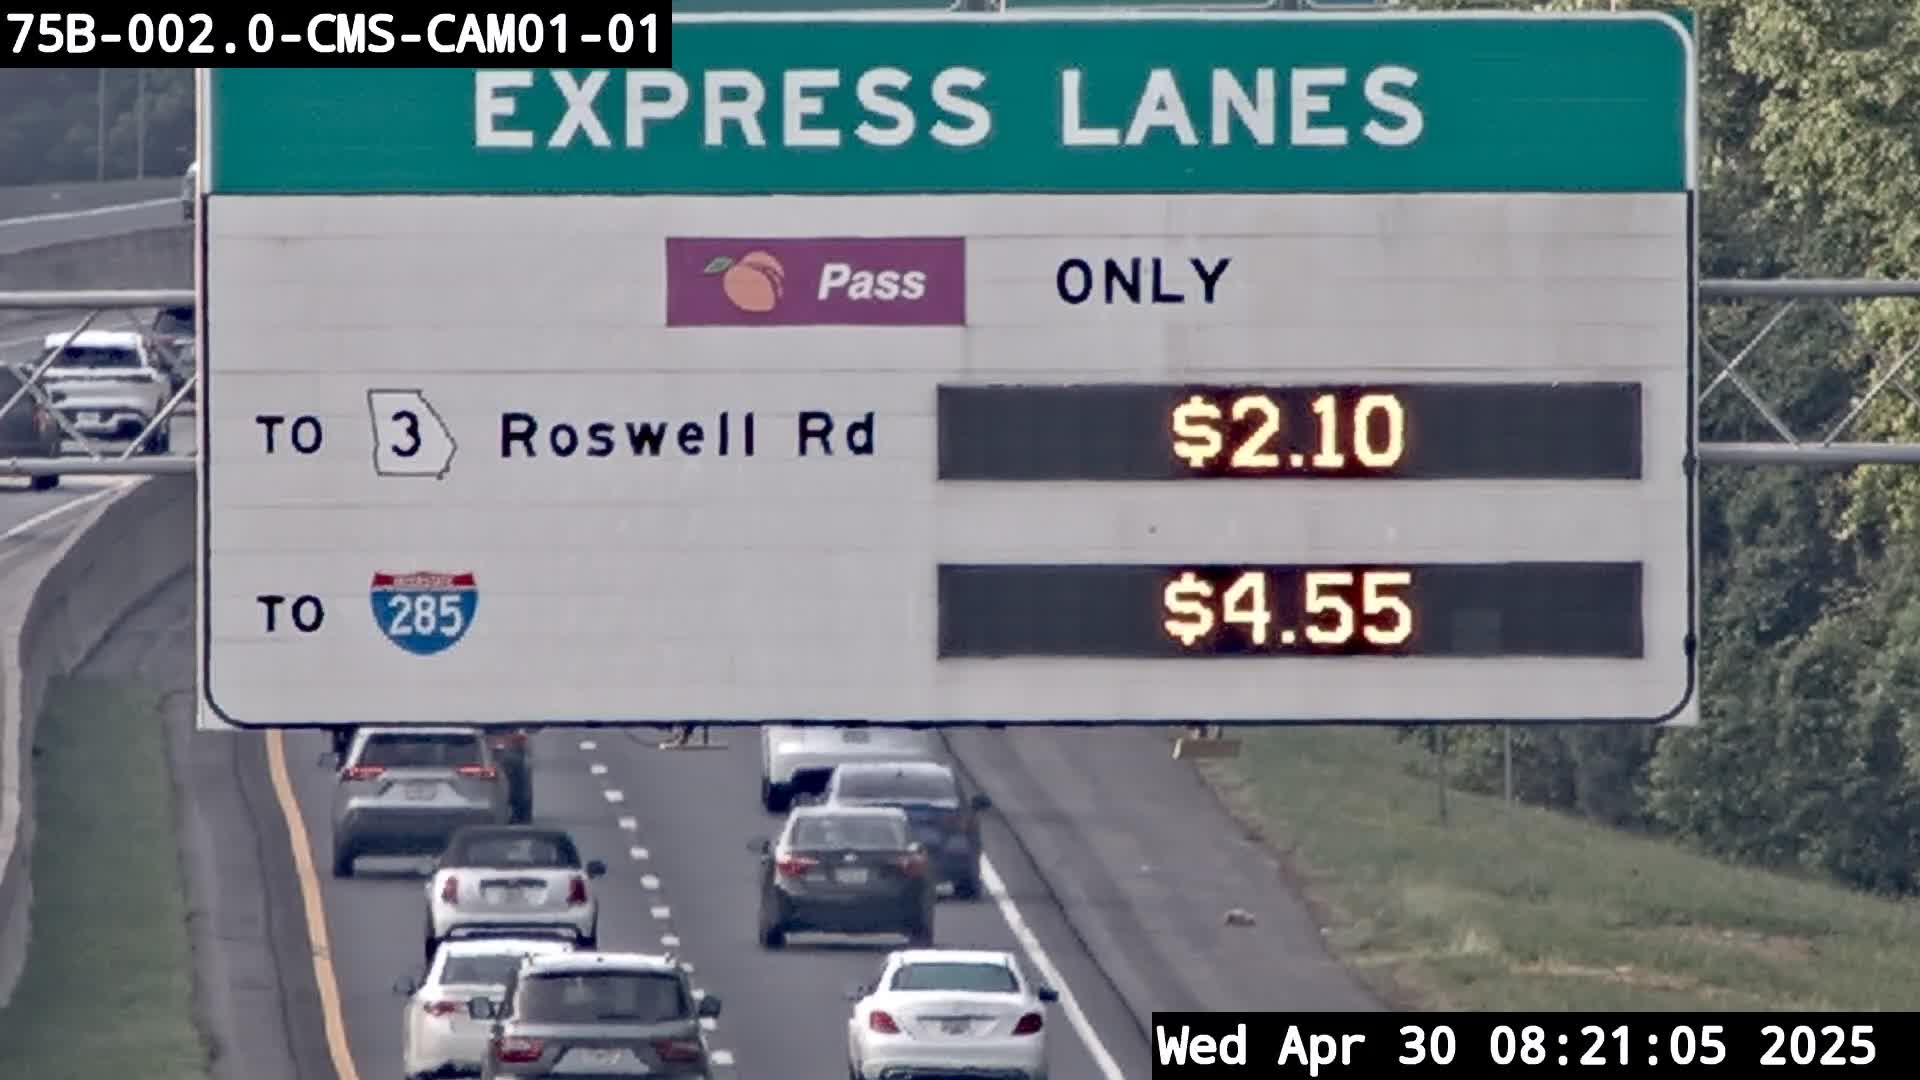 75B-002.0-CMS-CAM01-01
EXPRESS LANES
Pass ONLY
TO 3 Roswell Rd $2.10
INTERSTATE
TO 285 $4.55
Wed Apr 30 08:21:05 2025